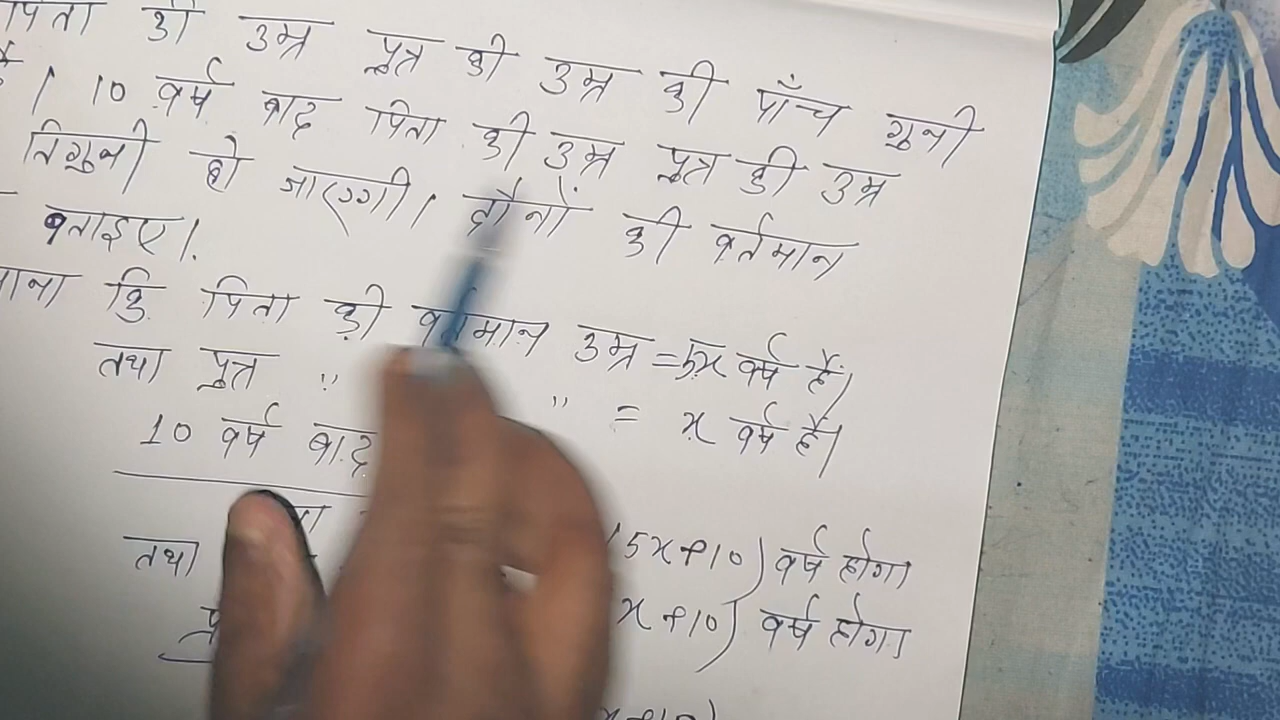 पिता की उम्र पुत्र की उम्र की पाँच गुनी
है। 10 वर्ष बाद पिता की उम्र पुत्र की उम्र
तिगुनी हो जाएगी। दोनों की वर्तमान
बताइए।
माना कि पिता की वर्तमान उम्र = 5x वर्ष है।
तथा पुत्र " " = x वर्ष है।
10 वर्ष बाद
(5x+10) वर्ष होगा
तथा x+10) वर्ष होगा